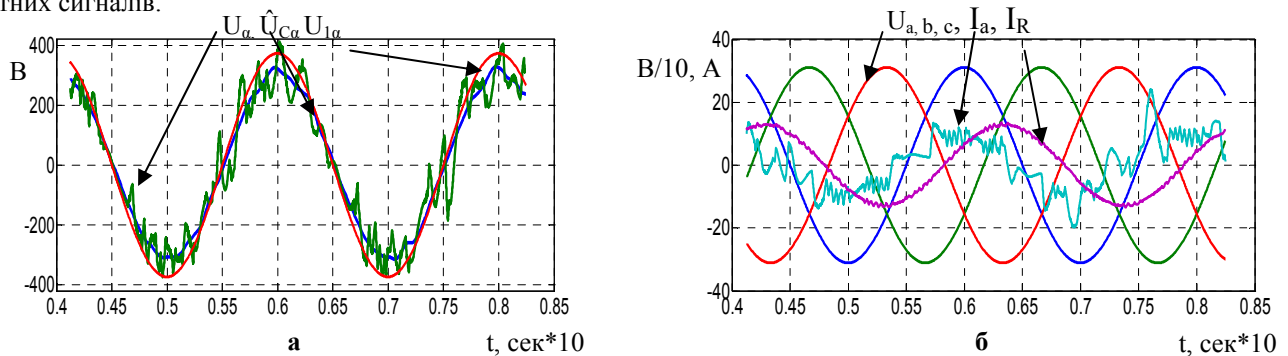 тних сигналів.
Uα, ÛCα U1α
400
В
200
0
-200
-400
0.4 0.45 0.5 0.55 0.6 0.65 0.7 0.75 0.8 0.85
а t, сек*10
Ua, b, c, Ia, IR
В/10, А
40
20
0
-20
-40
0.4 0.45 0.5 0.55 0.6 0.65 0.7 0.75 0.8 0.85
б t, сек*10